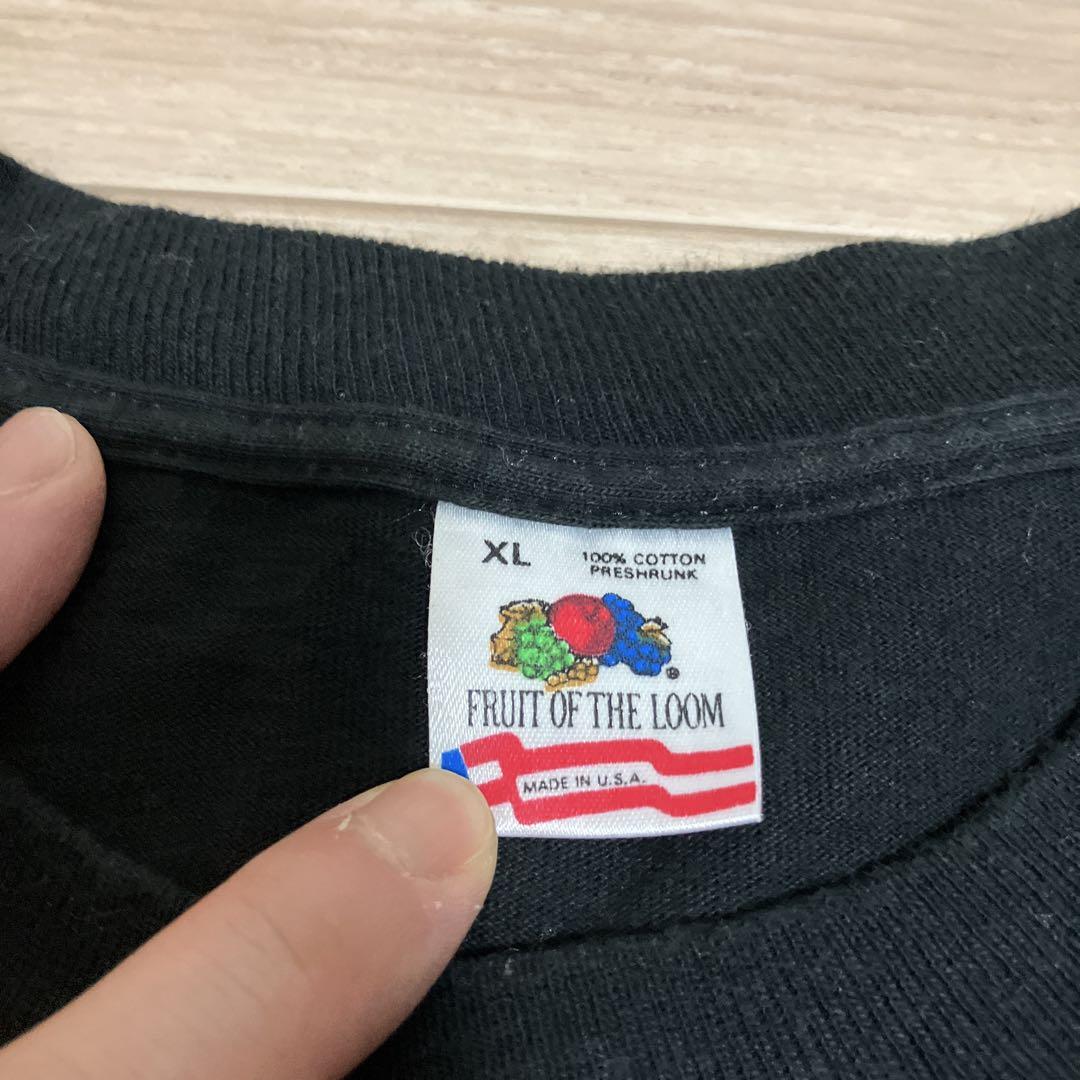 XL
100% COTTON
PRESHRUNK
®
FRUIT OF THE LOOM
MADE IN U.S.A.